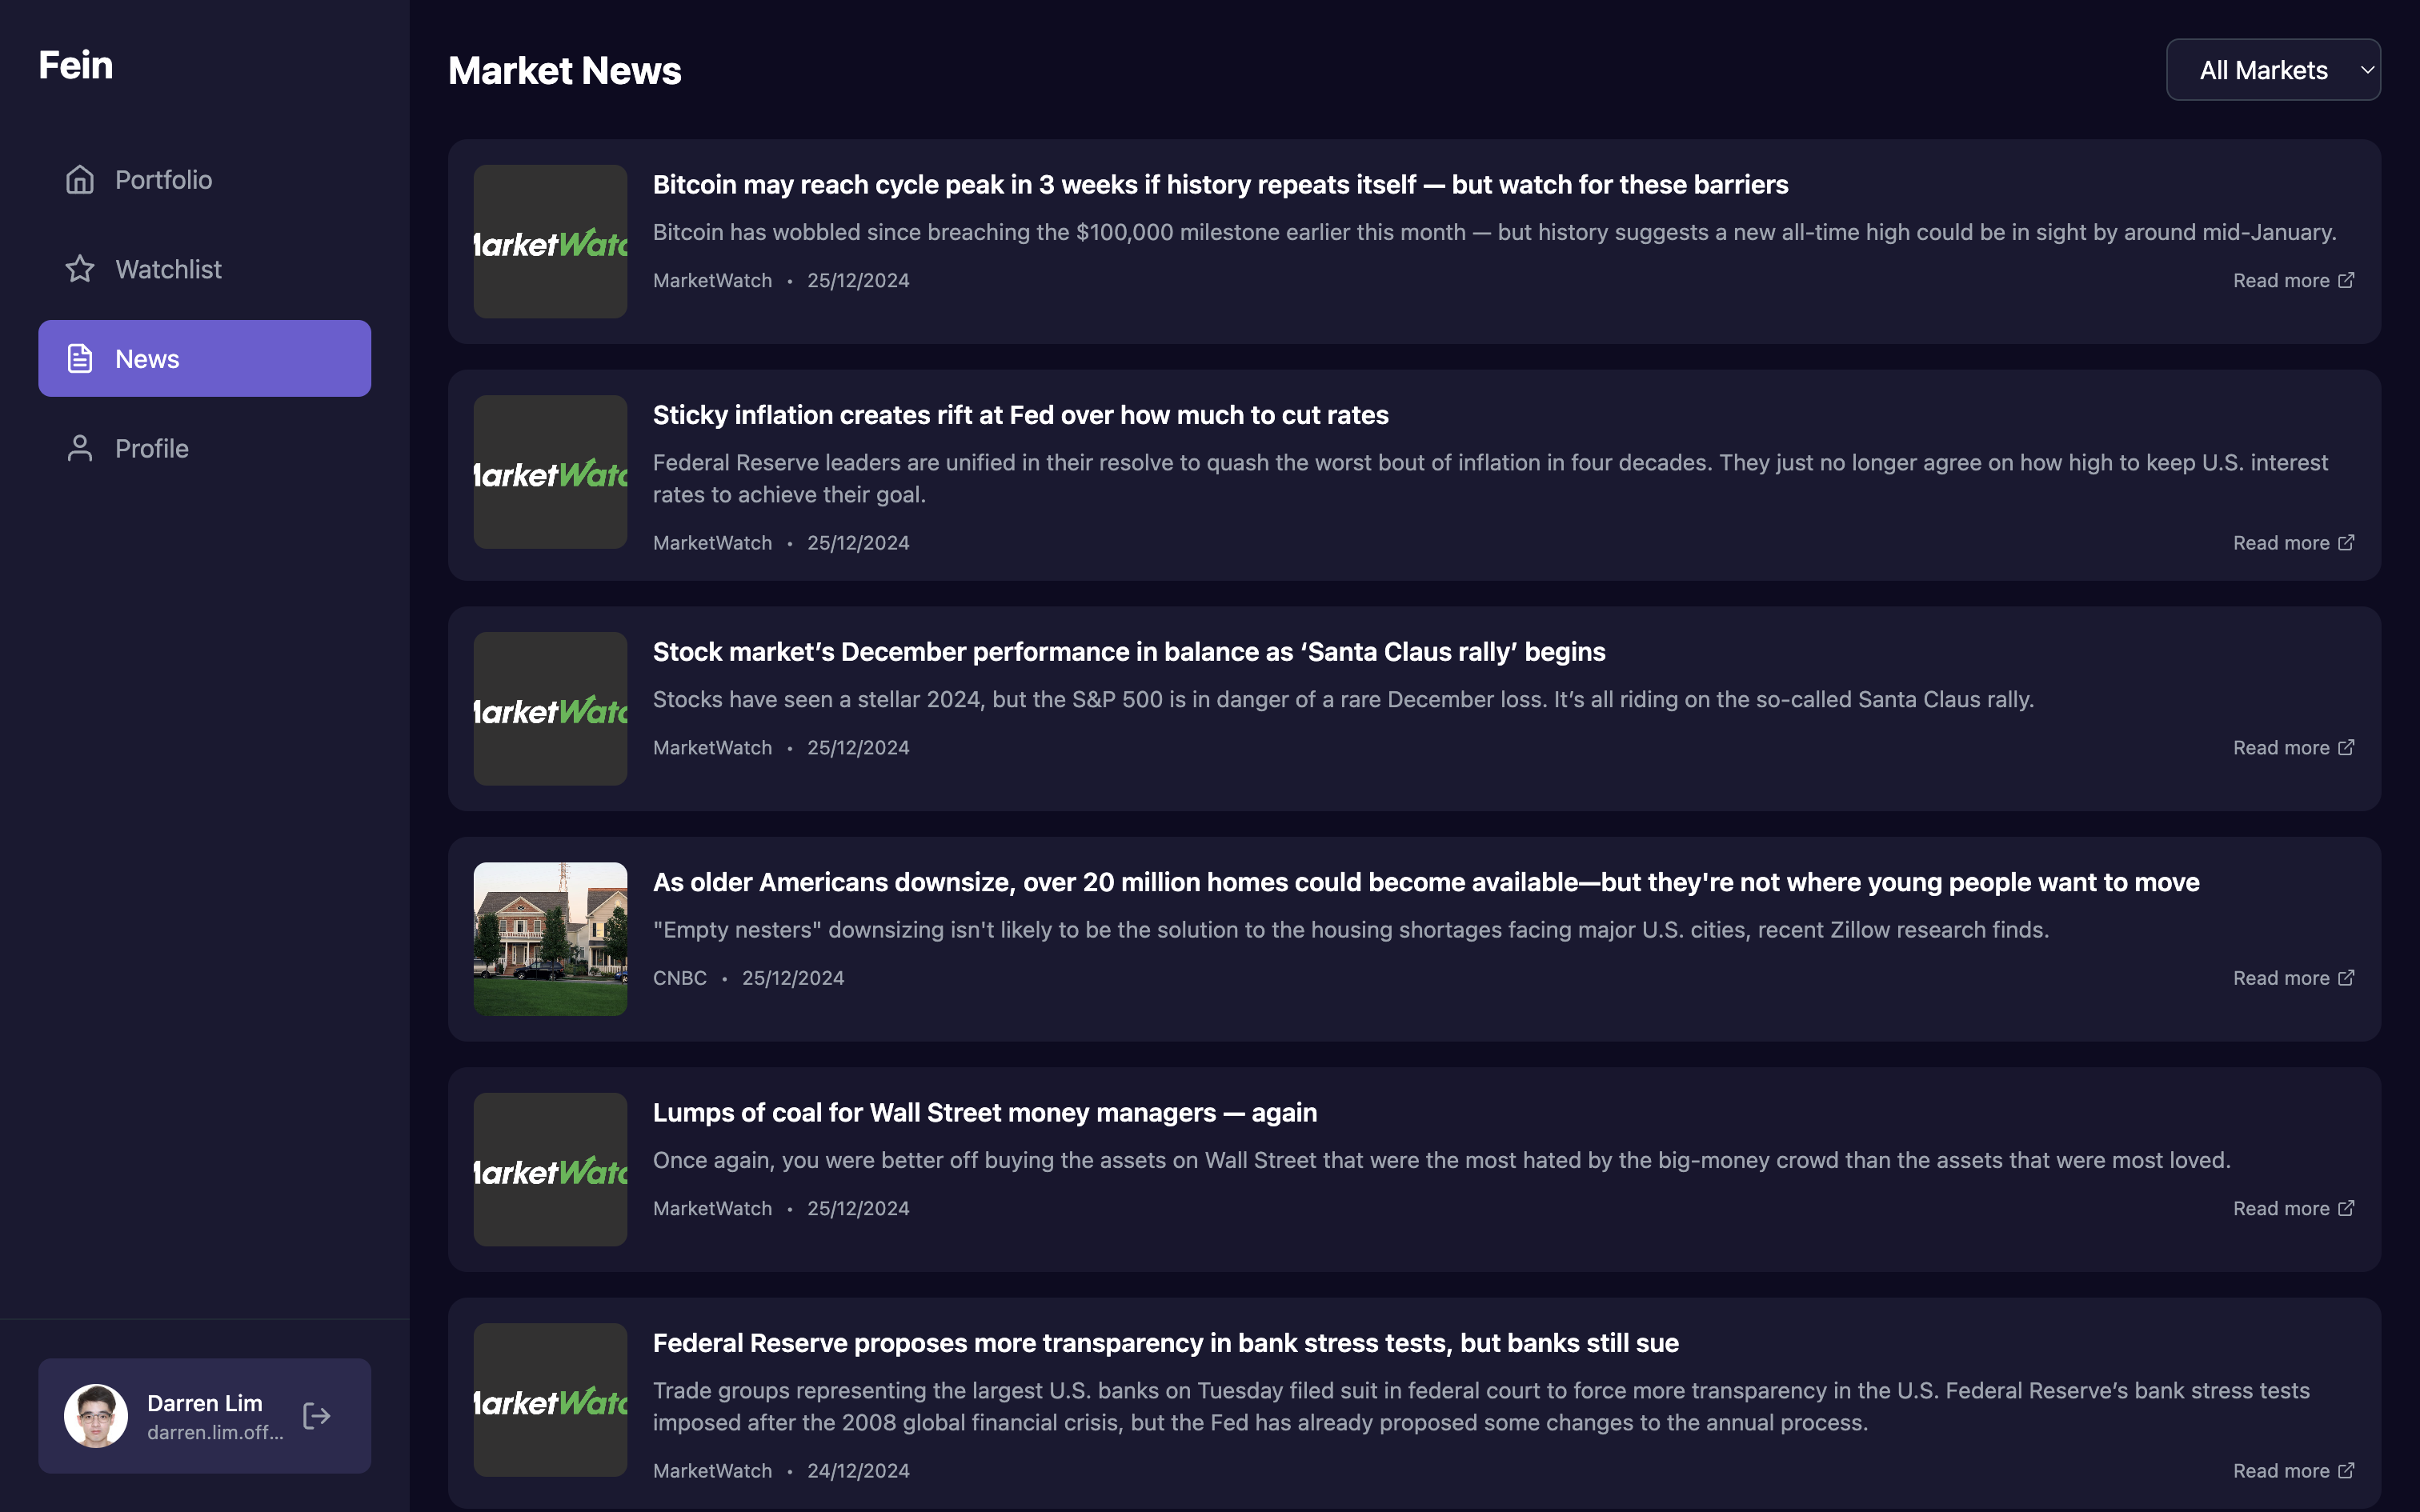 Fein
Portfolio
Watchlist
News
Profile
Darren Lim
darren.lim.off...
Market News
All Markets
MarketWatc
Bitcoin may reach cycle peak in 3 weeks if history repeats itself — but watch for these barriers
Bitcoin has wobbled since breaching the $100,000 milestone earlier this month — but history suggests a new all-time high could be in sight by around mid-January.
MarketWatch • 25/12/2024
Read more
MarketWatc
Sticky inflation creates rift at Fed over how much to cut rates
Federal Reserve leaders are unified in their resolve to quash the worst bout of inflation in four decades. They just no longer agree on how high to keep U.S. interest
rates to achieve their goal.
MarketWatch • 25/12/2024
Read more
MarketWatc
Stock market’s December performance in balance as ‘Santa Claus rally’ begins
Stocks have seen a stellar 2024, but the S&P 500 is in danger of a rare December loss. It’s all riding on the so-called Santa Claus rally.
MarketWatch • 25/12/2024
Read more
As older Americans downsize, over 20 million homes could become available—but they're not where young people want to move
"Empty nesters" downsizing isn't likely to be the solution to the housing shortages facing major U.S. cities, recent Zillow research finds.
CNBC • 25/12/2024
Read more
MarketWatc
Lumps of coal for Wall Street money managers — again
Once again, you were better off buying the assets on Wall Street that were the most hated by the big-money crowd than the assets that were most loved.
MarketWatch • 25/12/2024
Read more
MarketWatc
Federal Reserve proposes more transparency in bank stress tests, but banks still sue
Trade groups representing the largest U.S. banks on Tuesday filed suit in federal court to force more transparency in the U.S. Federal Reserve’s bank stress tests
imposed after the 2008 global financial crisis, but the Fed has already proposed some changes to the annual process.
MarketWatch • 24/12/2024
Read more